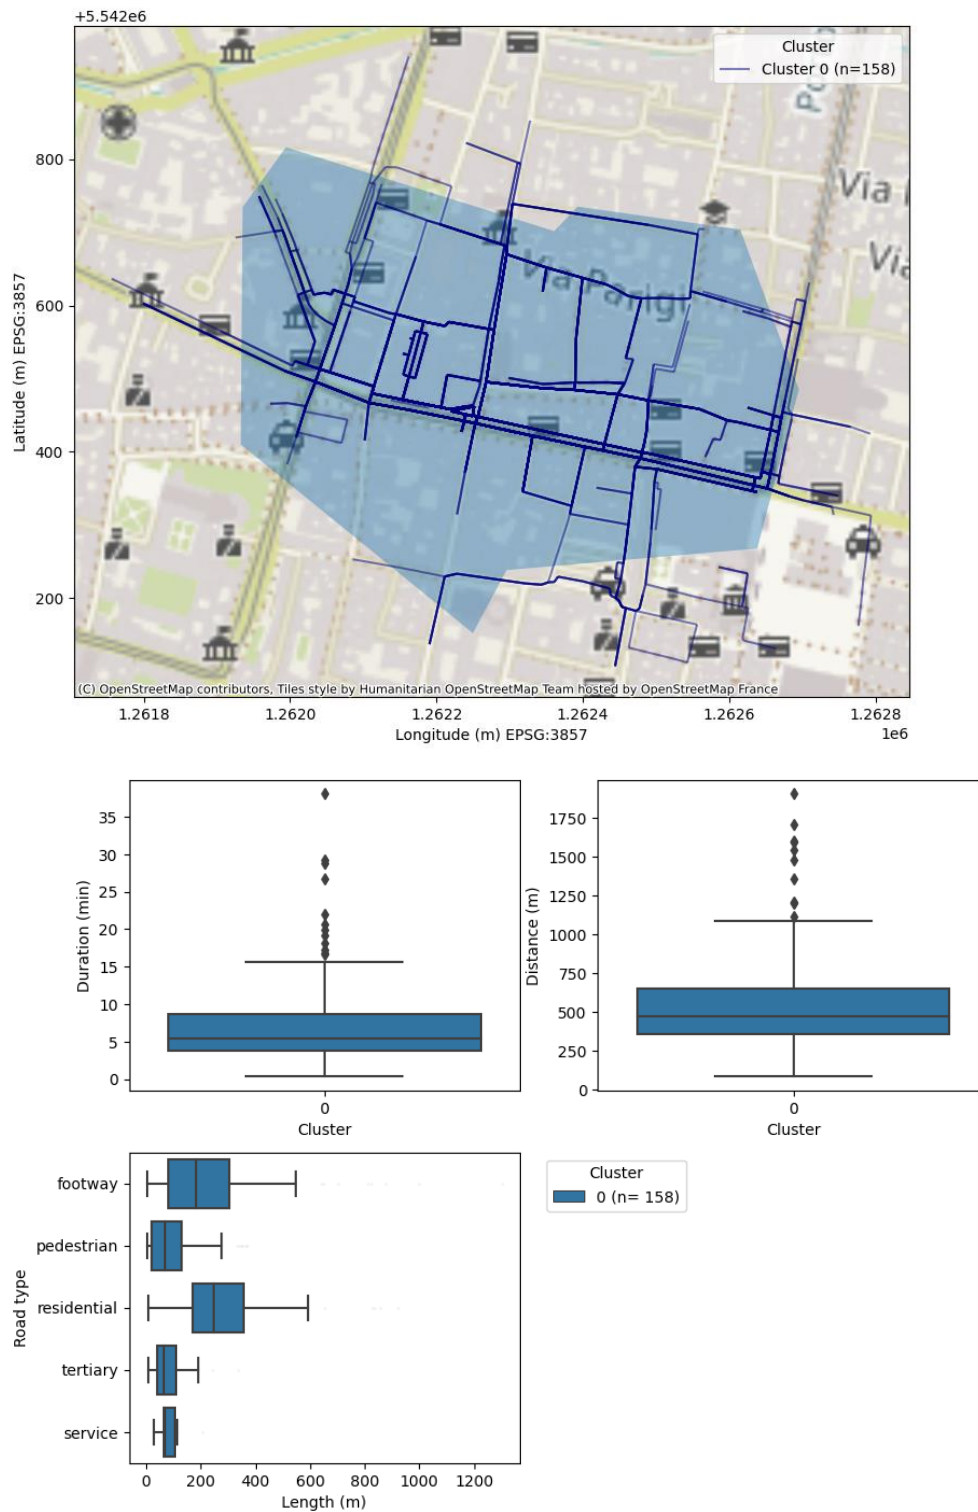 +5.542e6
Cluster
Cluster 0 (n=158)
Via
Via Parigi
Via
800
600
400
200
Latitude (m) EPSG:3857
(C) OpenStreetMap contributors, Tiles style by Humanitarian OpenStreetMap Team hosted by OpenStreetMap France
1.2618 1.2620 1.2622 1.2624 1.2626 1.2628
Longitude (m) EPSG:3857
1e6
35
30
25
20
15
10
5
0
Duration (min)
0
Cluster
1750
1500
1250
1000
750
500
250
0
Distance (m)
0
Cluster
footway
pedestrian
residential
tertiary
service
Road type
0 200 400 600 800 1000 1200
Length (m)
Cluster
0 (n= 158)